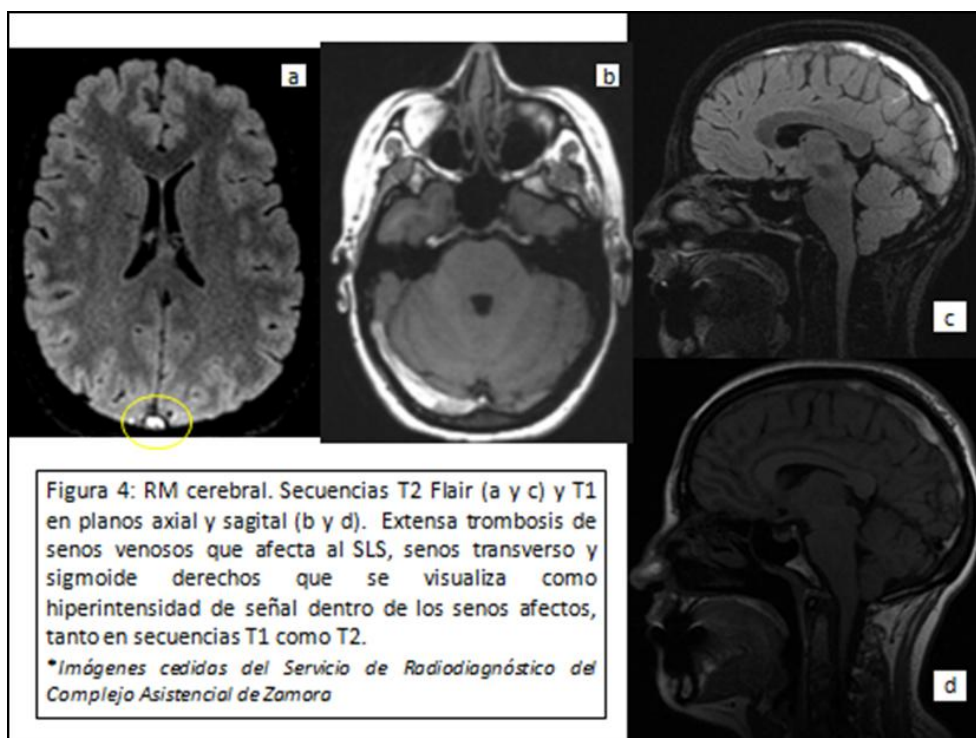 a
b
c
d
Figura 4: RM cerebral. Secuencias T2 Flair (a y c) y T1
en planos axial y sagital (b y d). Extensa trombosis de
senos venosos que afecta al SLS, senos transverso y
sigmoide derechos que se visualiza como
hiperintensidad de señal dentro de los senos afectos,
tanto en secuencias T1 como T2.
*Imágenes cedidas del Servicio de Radiodiagnóstico del
Complejo Asistencial de Zamora